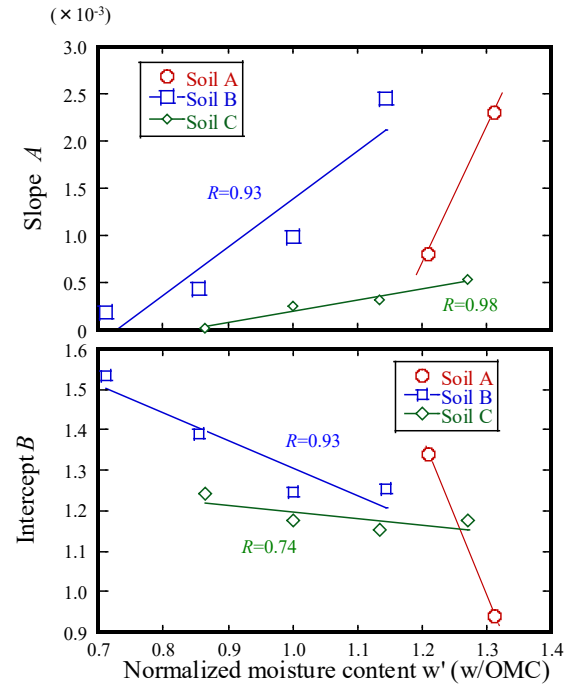 (×10-3)
3.0
2.5
2.0
1.5
1.0
0.5
0
Slope A
Soil A
Soil B
Soil C
R=0.93
R=0.98
1.6
1.5
1.4
1.3
1.2
1.1
1.0
0.9
Intercept B
Soil A
Soil B
Soil C
R=0.93
R=0.74
0.7 0.8 0.9 1.0 1.1 1.2 1.3 1.4
Normalized moisture content w' (w/OMC)